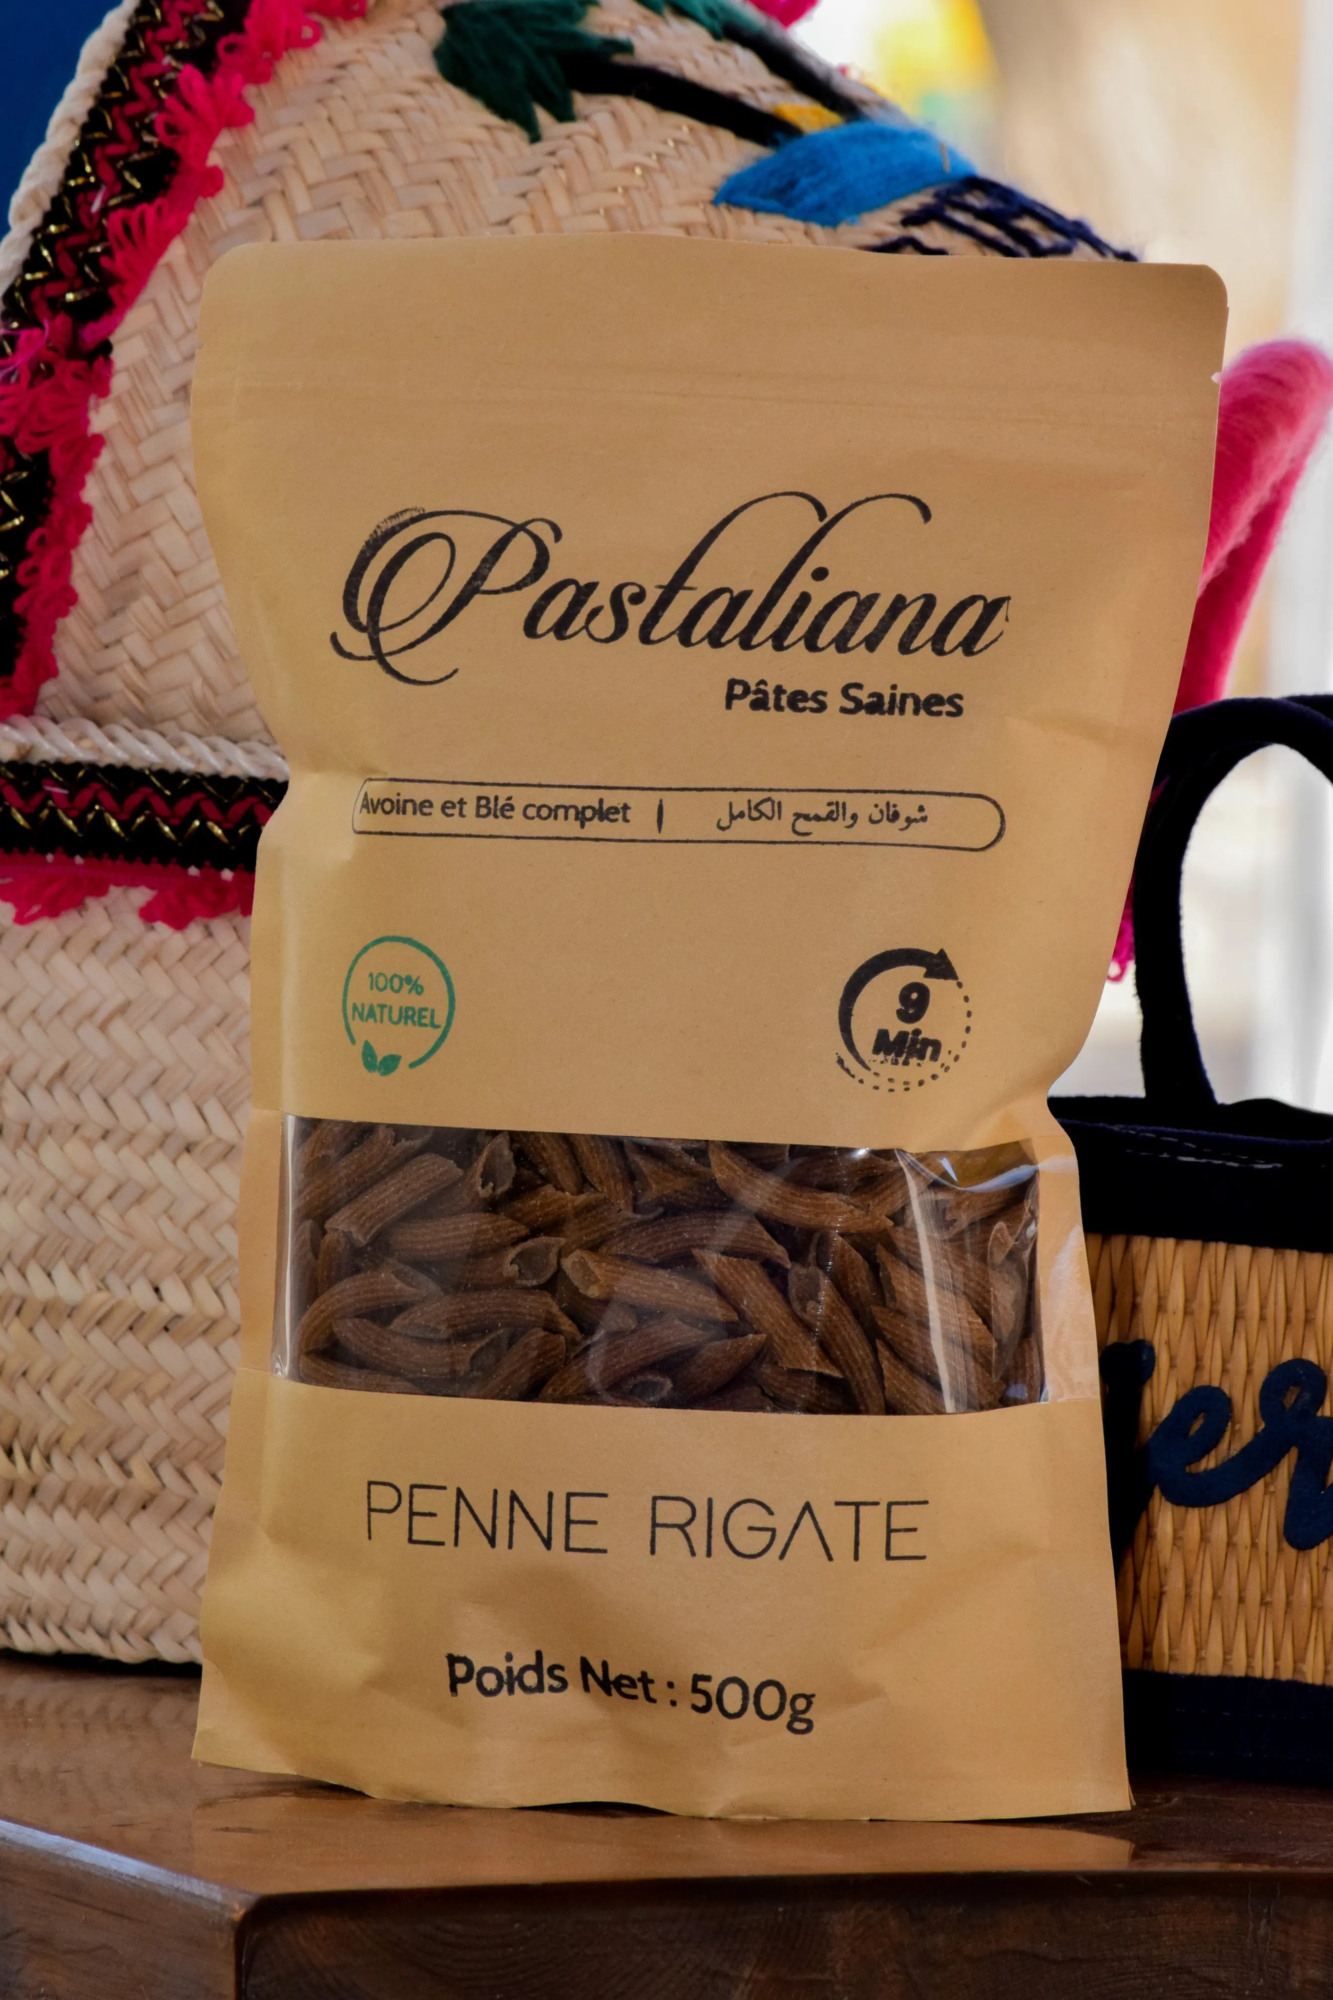 Pastaliana
Pâtes Saines
Avoine et Blé complet | شوفان والقمح الكامل
100%
NATUREL
9
Min
PENNE RIGATE
Poids Net : 500g